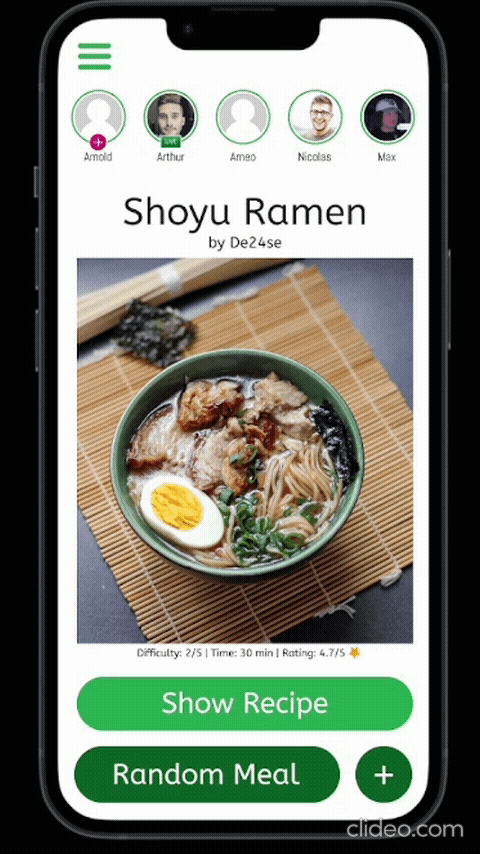 Arnold
Arthur
Ameo
Nicolas
Max
LIVE
Shoyu Ramen
by De24se
Difficulty: 2/5 | Time: 30 min | Rating: 4.7/5
Show Recipe
Random Meal
+
clideo.com